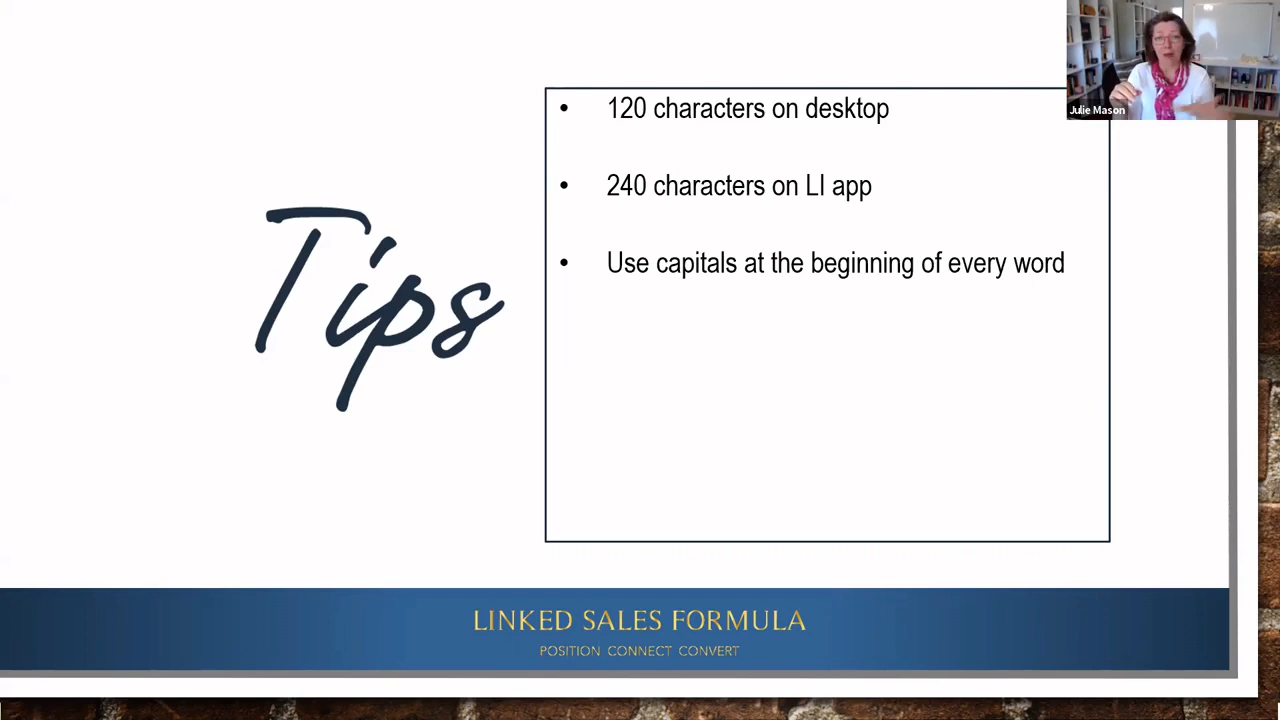 Julie Mason
Tips
• 120 characters on desktop
• 240 characters on LI app
• Use capitals at the beginning of every word
LINKED SALES FORMULA
POSITION CONNECT CONVERT